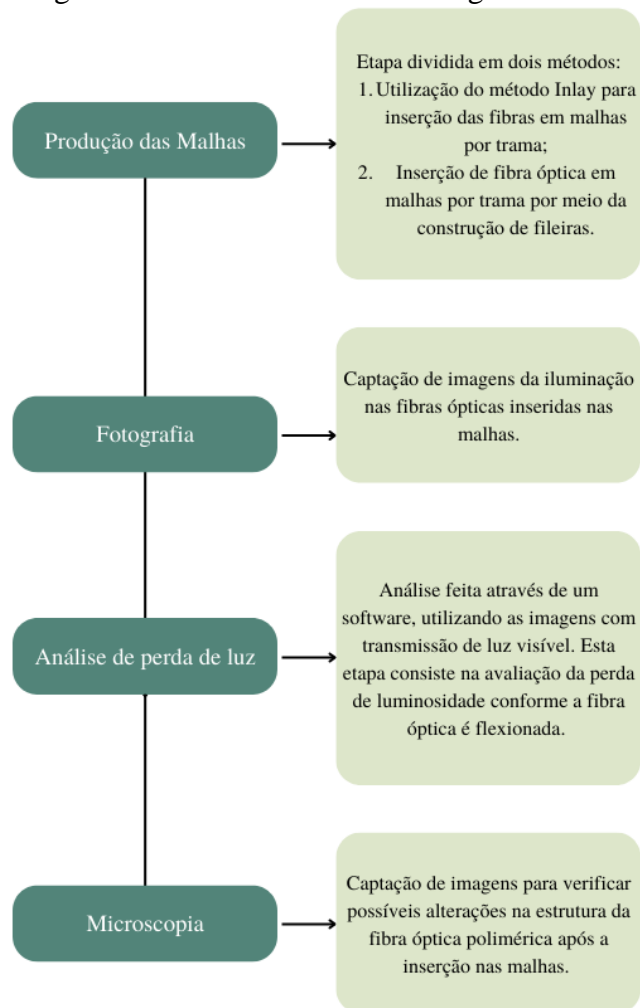 Produção das Malhas
Etapa dividida em dois métodos:
1. Utilização do método Inlay para
inserção das fibras em malhas
por trama;
2. Inserção de fibra óptica em
malhas por trama por meio da
construção de fileiras.
Fotografia
Captação de imagens da iluminação
nas fibras ópticas inseridas nas
malhas.
Análise de perda de luz
Análise feita através de um
software, utilizando as imagens com
transmissão de luz visível. Esta
etapa consiste na avaliação da perda
de luminosidade conforme a fibra
óptica é flexionada.
Microscopia
Captação de imagens para verificar
possíveis alterações na estrutura da
fibra óptica polimérica após a
inserção nas malhas.